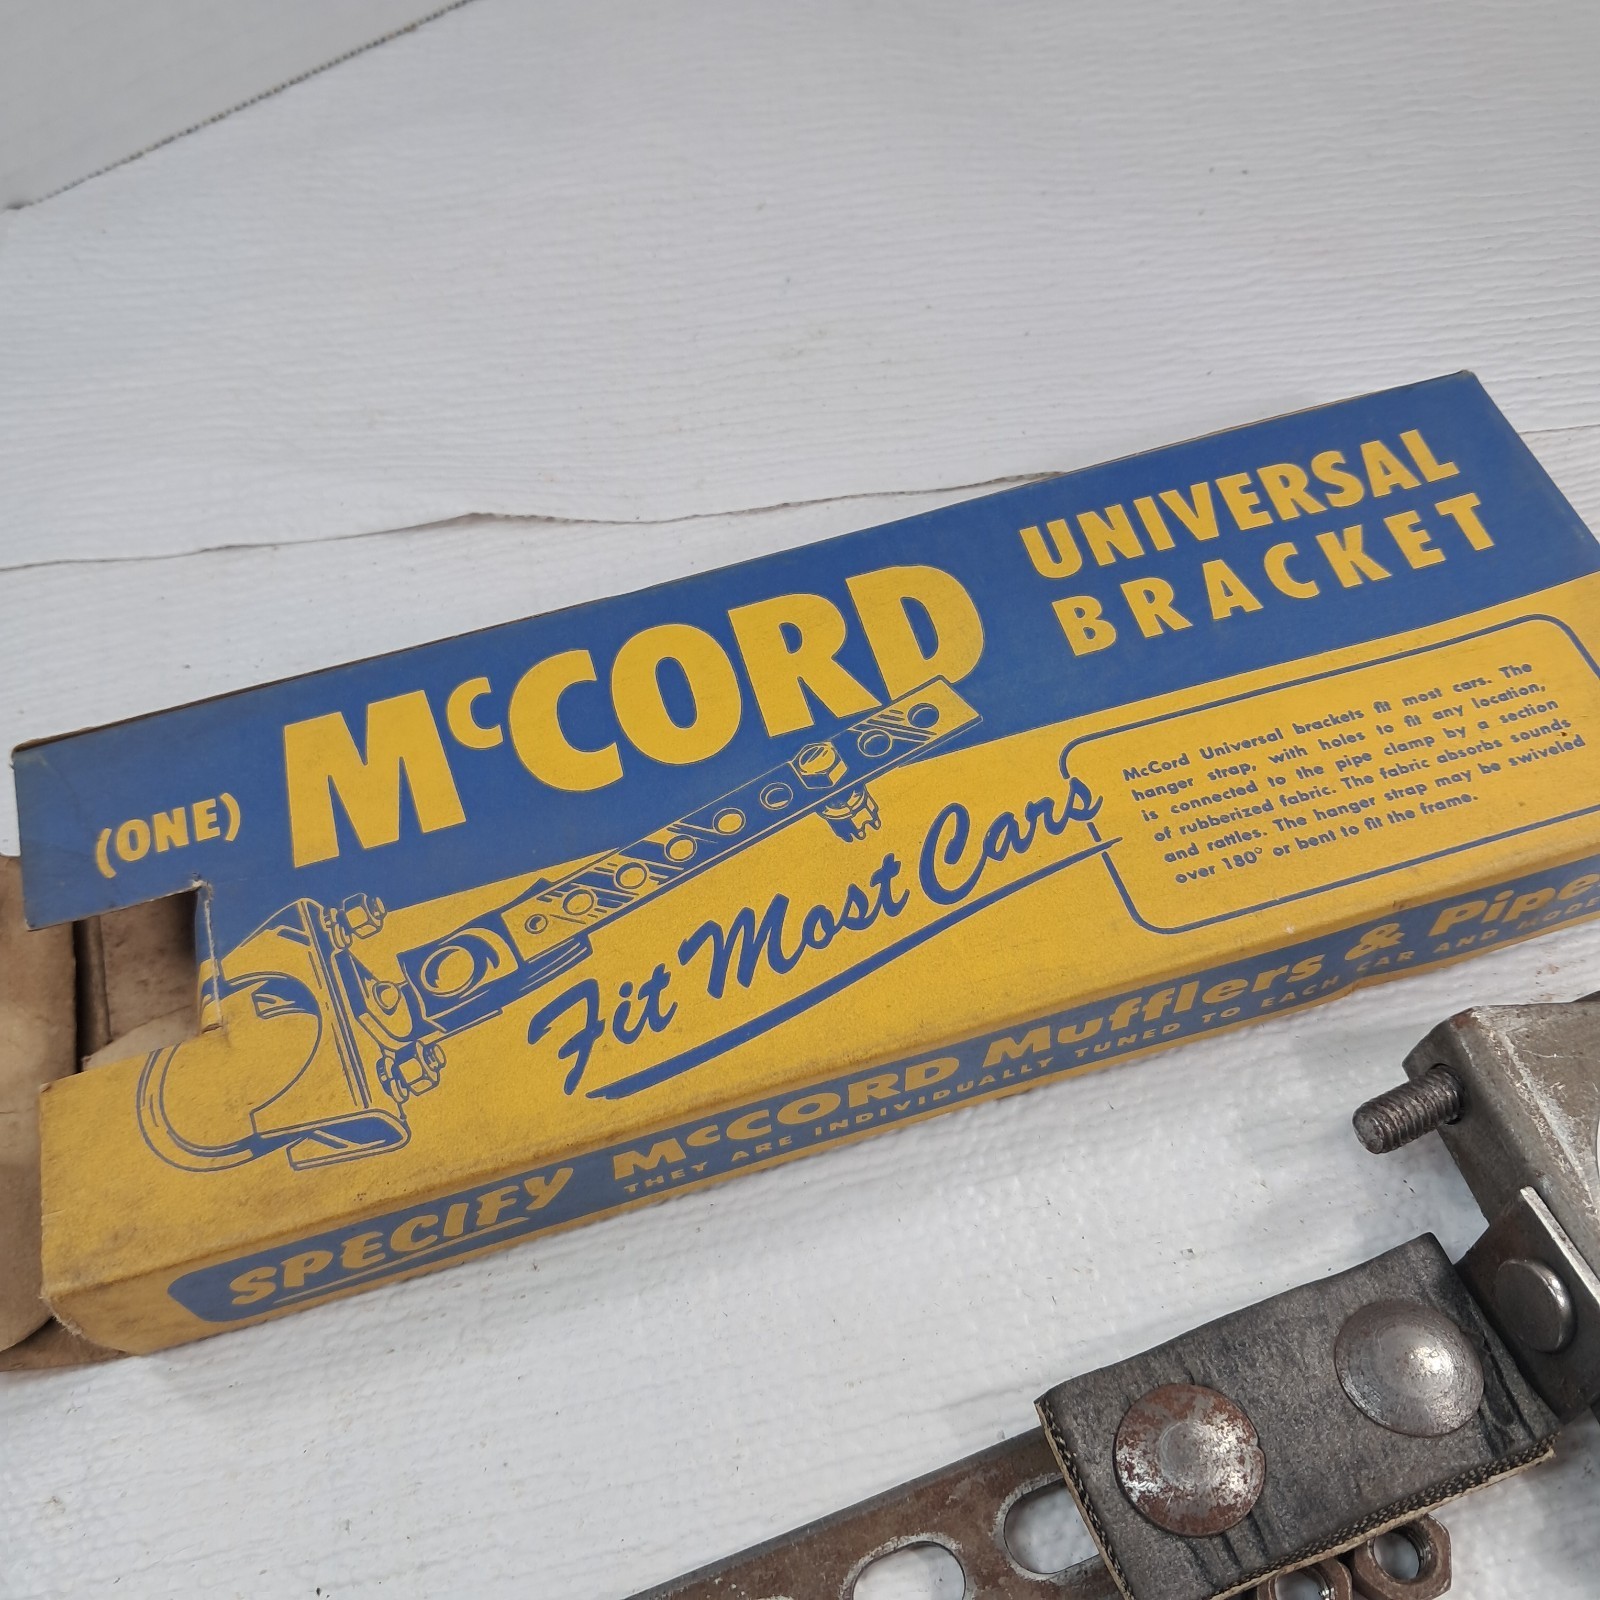 (ONE) McCORD UNIVERSAL
BRACKET
Fit Most Cars
McCord Universal brackets fit most cars. The
hanger strap, with holes to fit any location,
is connected to the pipe clamp by a section
of rubberized fabric. The fabric absorbs sounds
and rattles. The hanger strap may be swiveled
over 180° or bent to fit the frame.
SPECIFY McCORD Mufflers & Pipe
THEY ARE INDIVIDUALLY TUNED TO EACH CAR AND